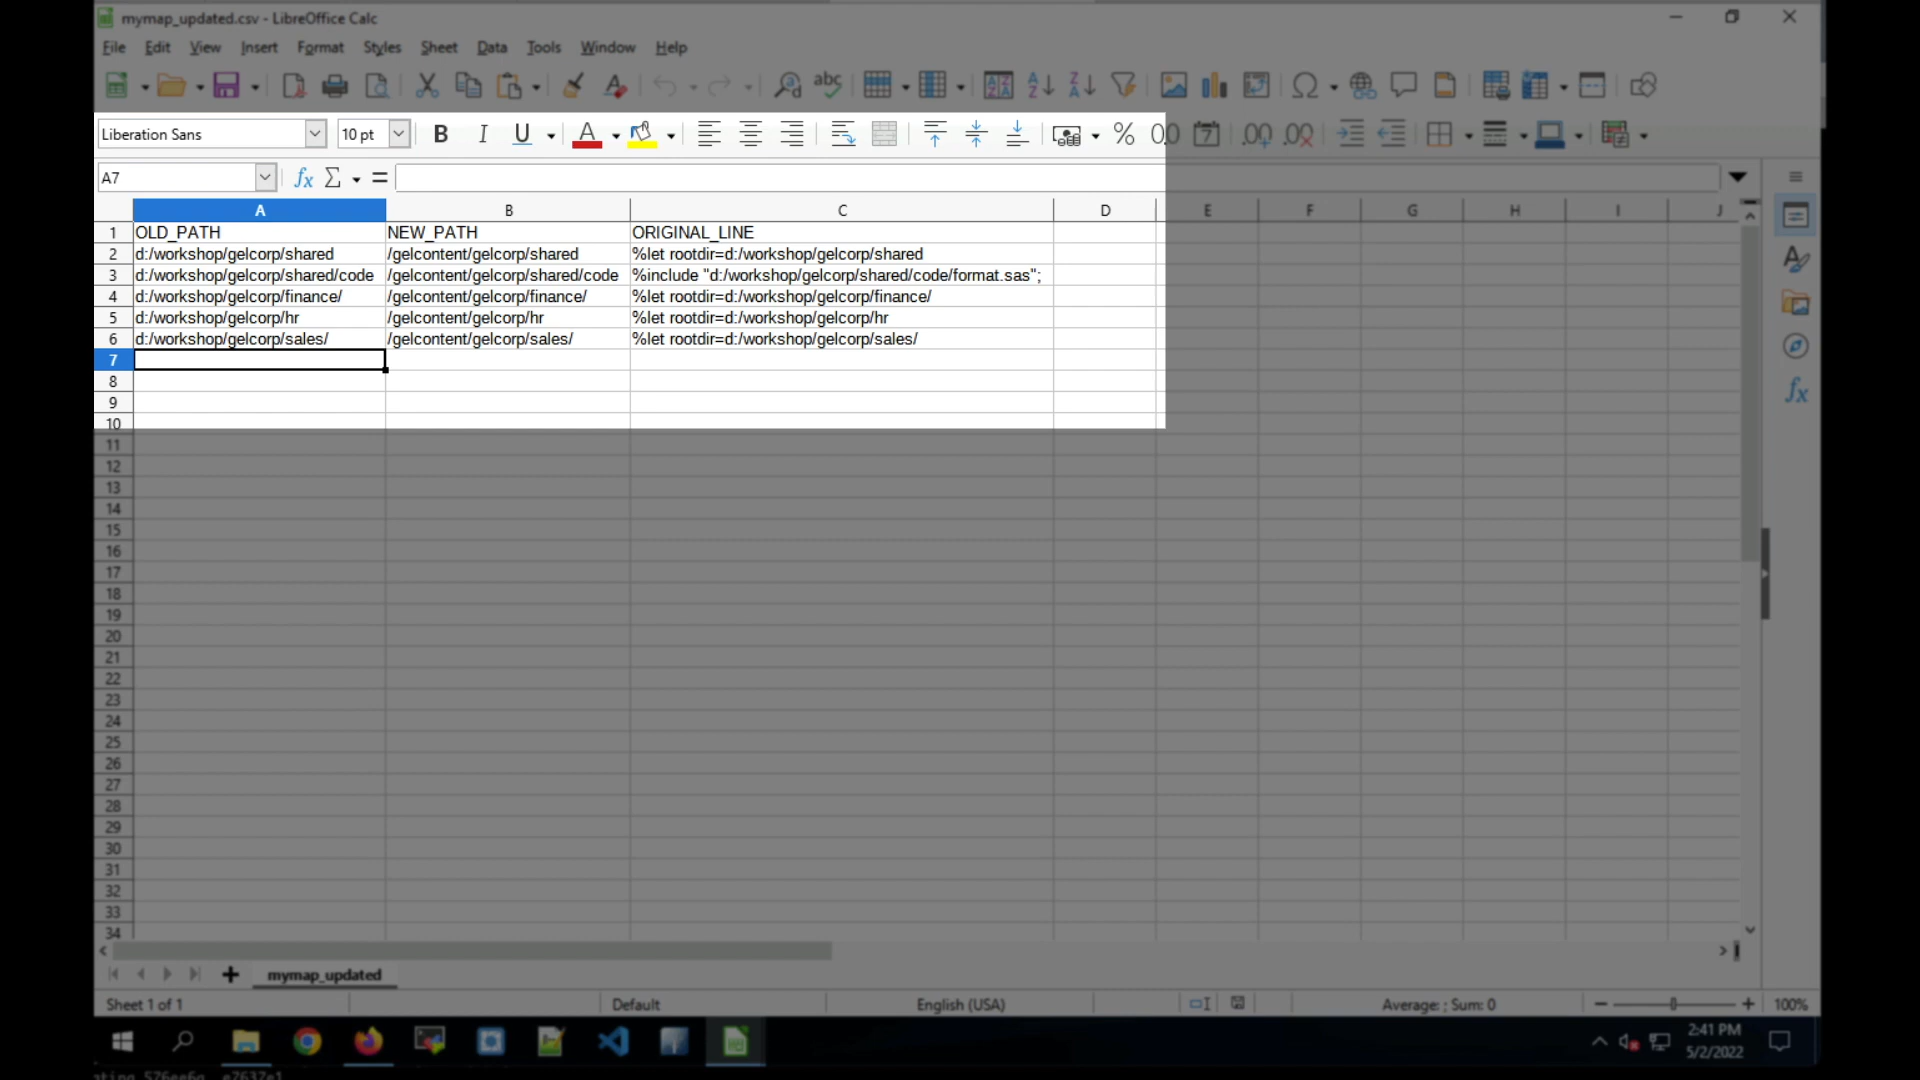 mymap_updated.csv - LibreOffice Calc
File Edit View Insert Format Styles Sheet Data Tools Window Help
Liberation Sans 10 pt
A7
A B C D E F G H I J
1 OLD_PATH NEW_PATH ORIGINAL_LINE
2 d:/workshop/gelcorp/shared /gelcontent/gelcorp/shared %let rootdir=d:/workshop/gelcorp/shared
3 d:/workshop/gelcorp/shared/code /gelcontent/gelcorp/shared/code %include "d:/workshop/gelcorp/shared/code/format.sas";
4 d:/workshop/gelcorp/finance/ /gelcontent/gelcorp/finance/ %let rootdir=d:/workshop/gelcorp/finance/
5 d:/workshop/gelcorp/hr /gelcontent/gelcorp/hr %let rootdir=d:/workshop/gelcorp/hr
6 d:/workshop/gelcorp/sales/ /gelcontent/gelcorp/sales/ %let rootdir=d:/workshop/gelcorp/sales/
7
8
9
10
11
12
13
14
15
16
17
18
19
20
21
22
23
24
25
26
27
28
29
30
31
32
33
34
mymap_updated
Sheet 1 of 1 Default English (USA) Average: ; Sum: 0 100%
2:41 PM
5/2/2022